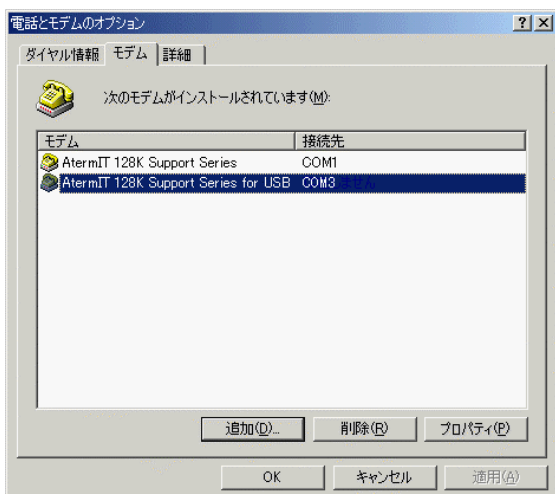 電話とモデムのオプション
ダイヤル情報 モデム 詳細
次のモデムがインストールされています(M):
モデム 接続先
AtermIT 128K Support Series COM1
AtermIT 128K Support Series for USB COM3
追加(D)... 削除(R) プロパティ(P)
OK キャンセル 適用(A)